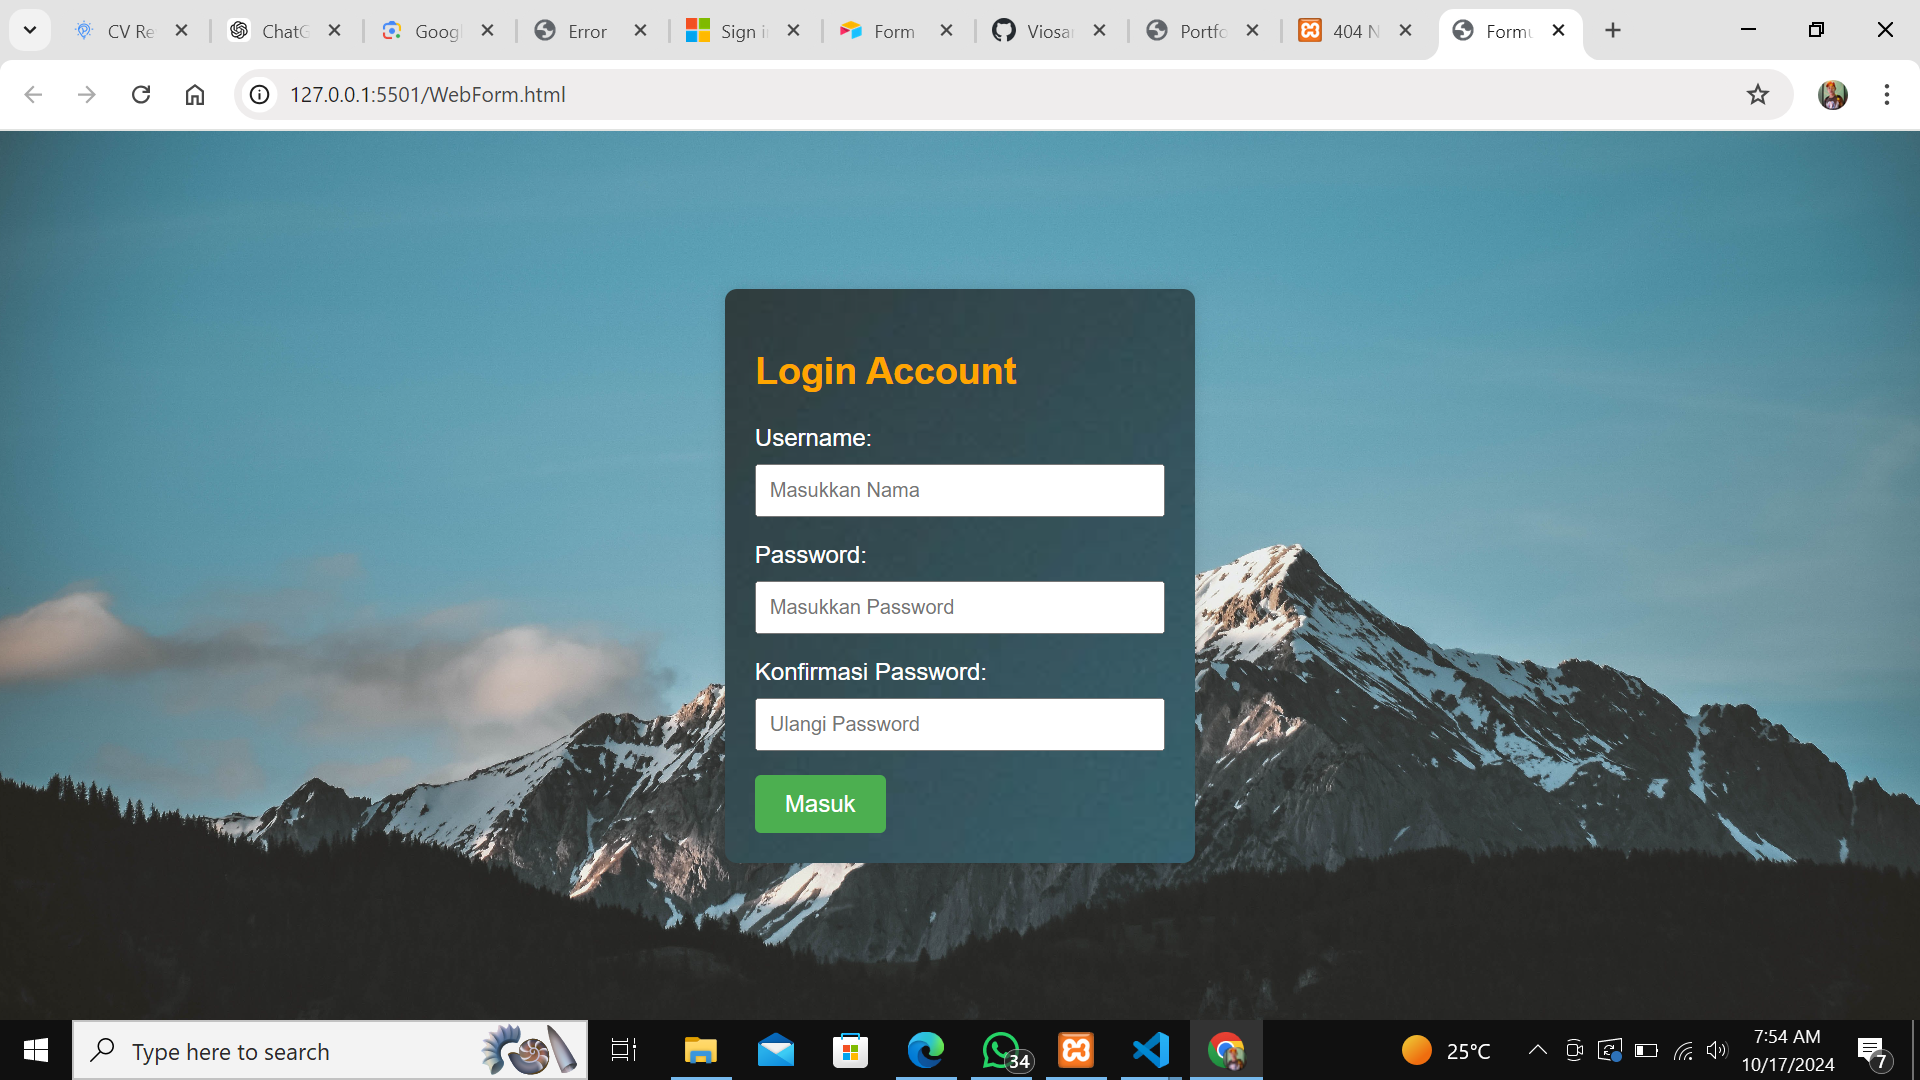 CV Re
ChatG
Googl
Error
Sign i
Form
Viosa
Portfo
404 N
Formu
127.0.0.1:5501/WebForm.html
Login Account
Username:
Masukkan Nama
Password:
Masukkan Password
Konfirmasi Password:
Ulangi Password
Masuk
Type here to search
34
25°C
7:54 AM
10/17/2024
7